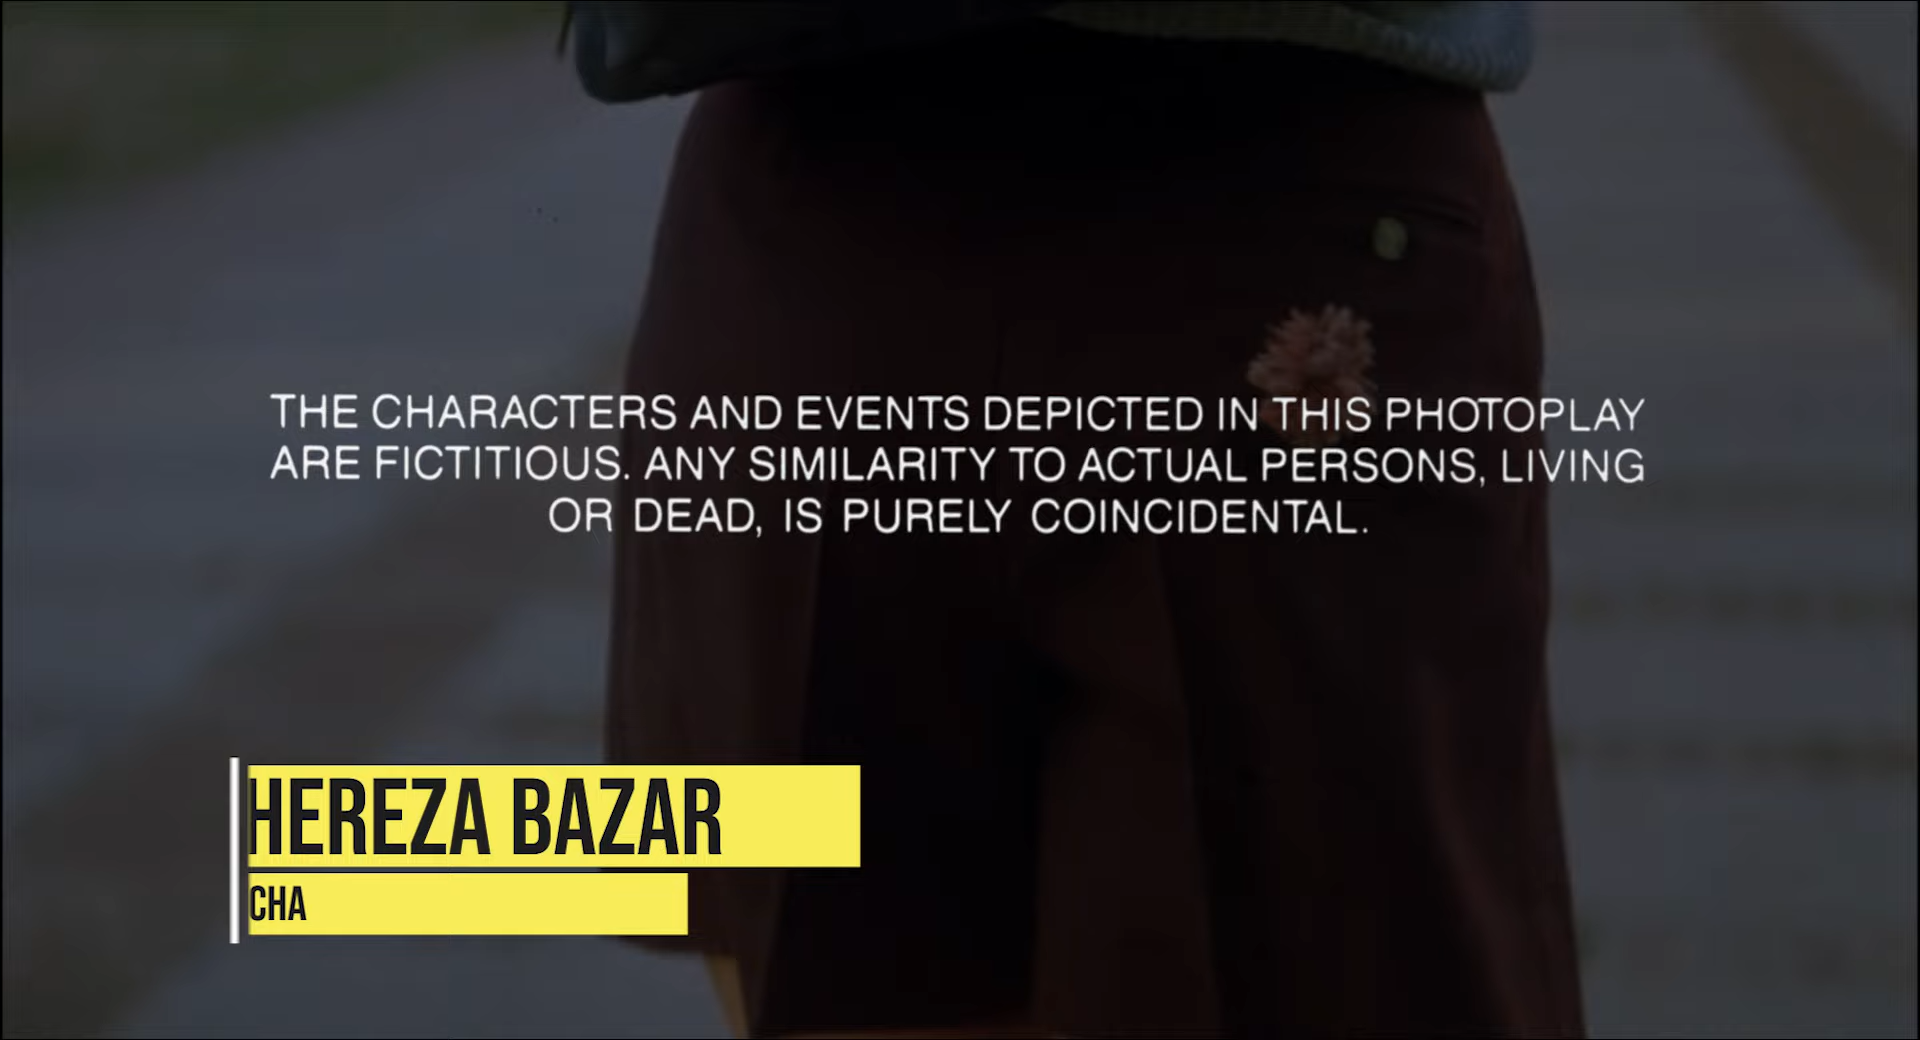 THE CHARACTERS AND EVENTS DEPICTED IN THIS PHOTOPLAY
ARE FICTITIOUS. ANY SIMILARITY TO ACTUAL PERSONS, LIVING
OR DEAD, IS PURELY COINCIDENTAL.
HEREZA BAZAR
CHA